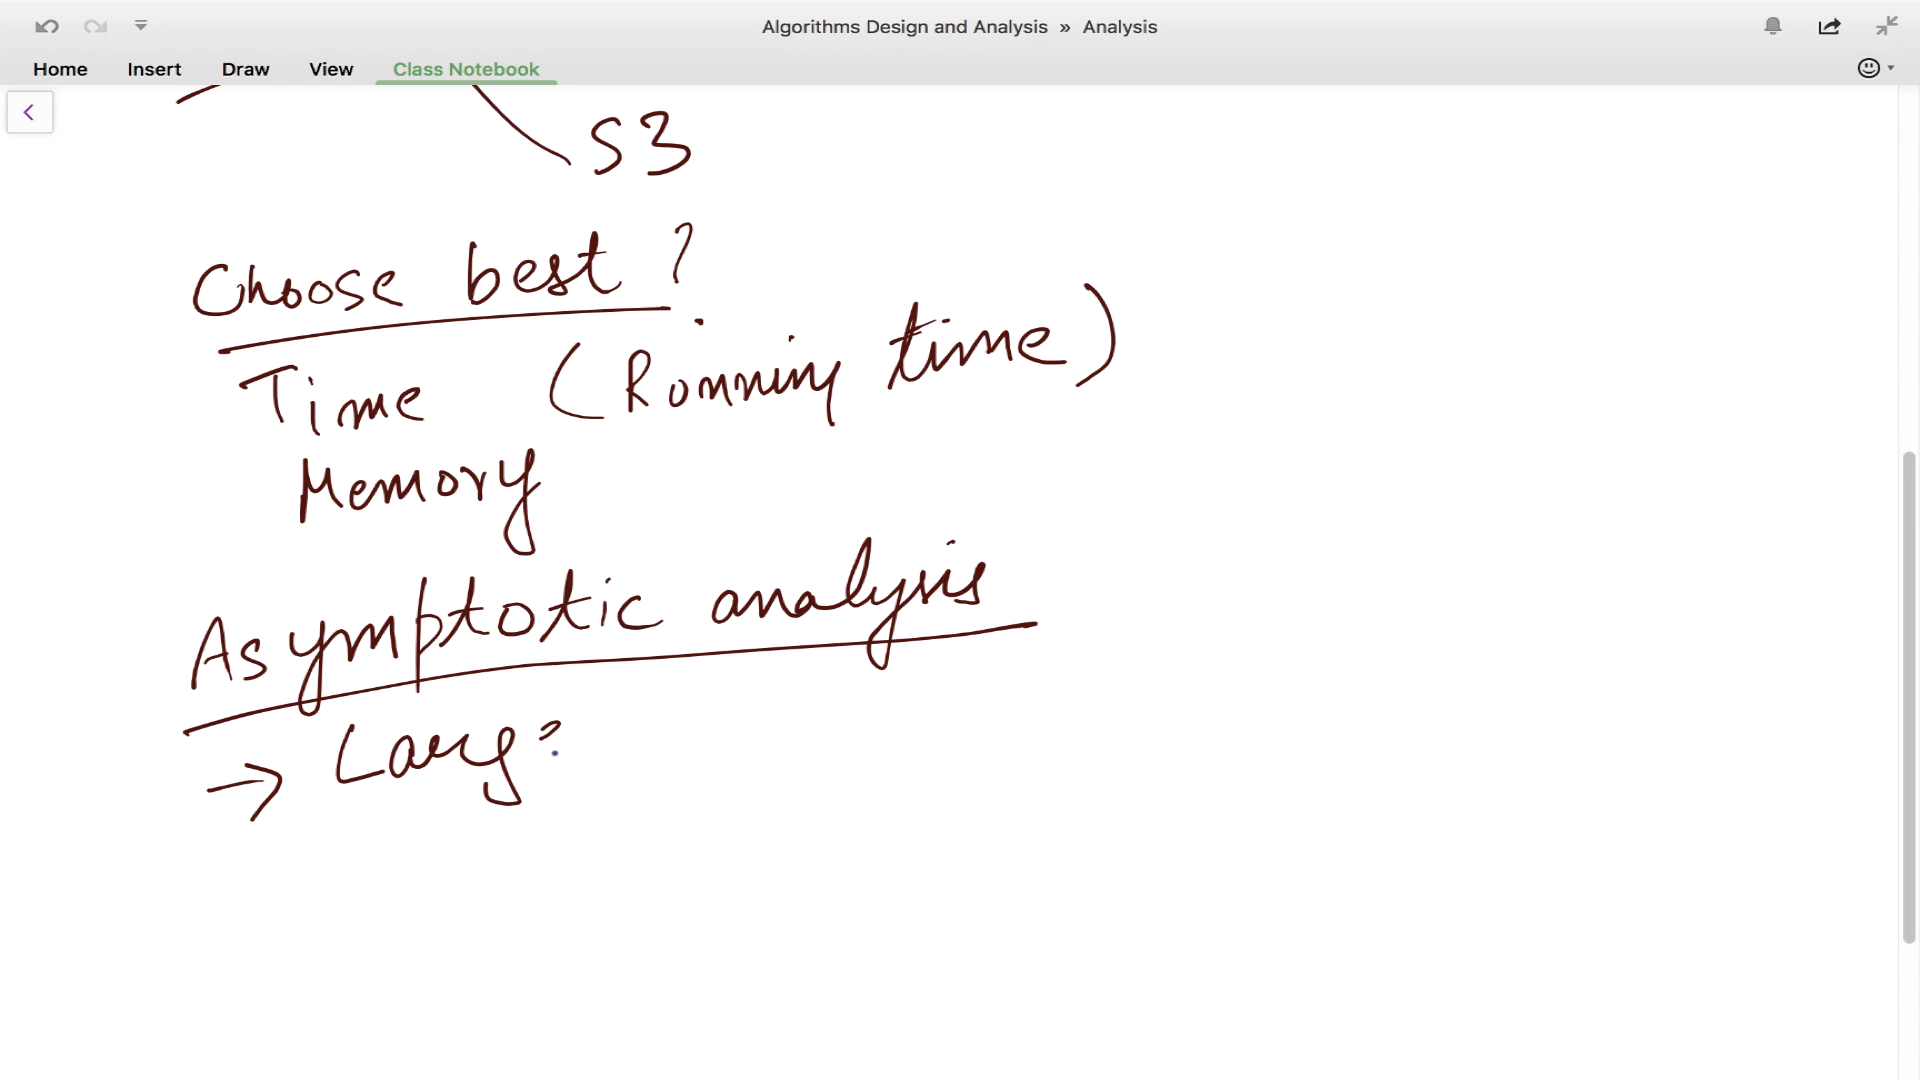 Algorithms Design and Analysis » Analysis
Home Insert Draw View Class Notebook
S3
Choose best ?
Time (Running time)
Memory
Asymptotic analysis
→ Large